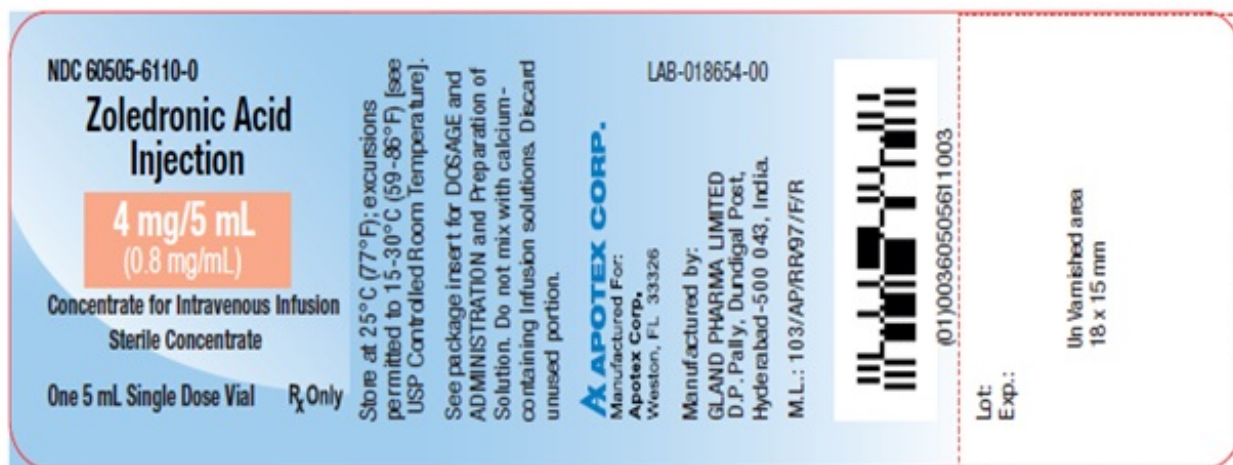 NDC 60505-6110-0
Zoledronic Acid
Injection
4 mg/5 mL
(0.8 mg/mL)
Concentrate for Intravenous Infusion
Sterile Concentrate
One 5 mL Single Dose Vial
Rx Only
Store at 25°C (77°F); excursions
permitted to 15-30°C (59-86°F) [see
USP Controlled Room Temperature].
See package insert for DOSAGE and
ADMINISTRATION and Preparation of
Solution. Do not mix with calcium-
containing Infusion solutions. Discard
unused portion.
APOTEX CORP.
Manufactured For:
Apotex Corp.
Weston, FL 33326
Manufactured by:
GLAND PHARMA LIMITED
D.P. Pally, Dundigal Post,
Hyderabad-500 043, India.
M.L.: 103/AP/RR/97/F/R
LAB-018654-00
(01)00360505611003
Lot:
Exp.:
Un Varnished area
18 x 15 mm